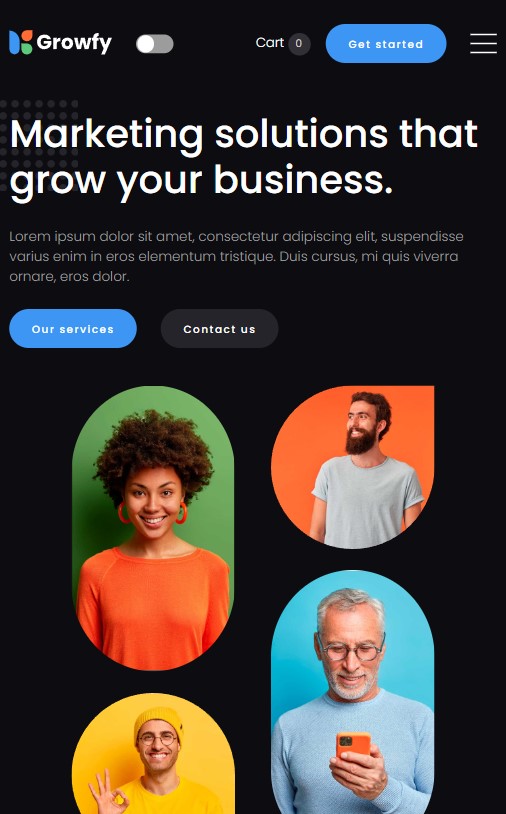 Growfy
Cart 0
Get started
Marketing solutions that
grow your business.
Lorem ipsum dolor sit amet, consectetur adipiscing elit, suspendisse
varius enim in eros elementum tristique. Duis cursus, mi quis viverra
ornare, eros dolor.
Our services
Contact us